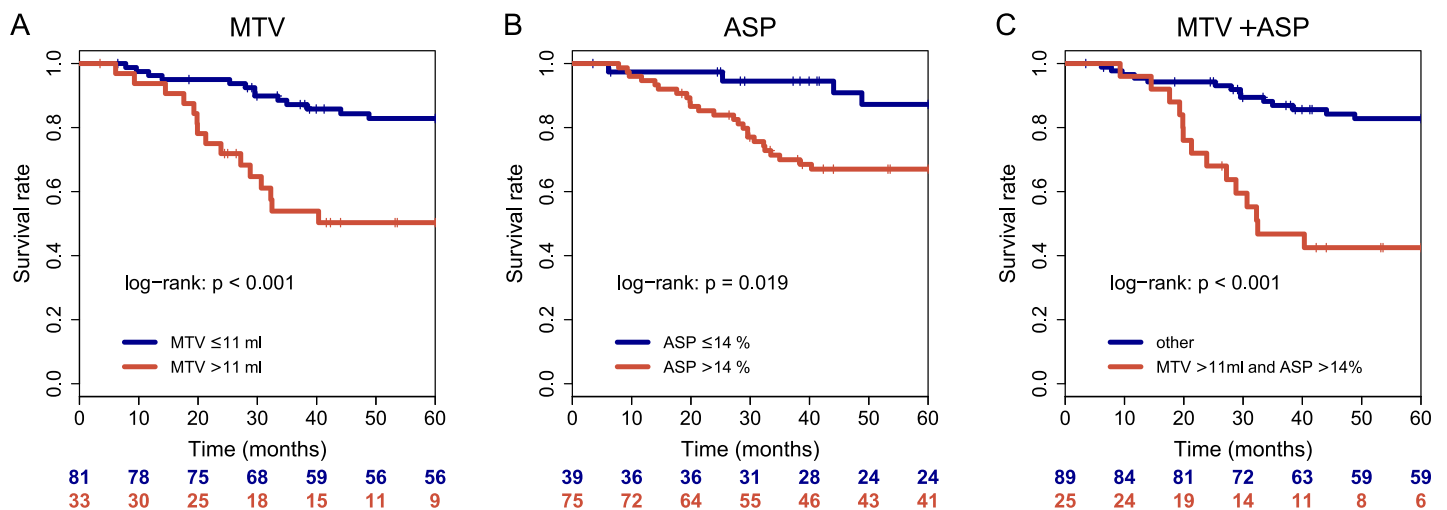 A
MTV
Survival rate
1.0
0.8
0.6
0.4
0.2
0.0
log−rank: p < 0.001
MTV ≤11 ml
MTV >11 ml
0 10 20 30 40 50 60
Time (months)
81 78 75 68 59 56 56
33 30 25 18 15 11 9
B
ASP
Survival rate
1.0
0.8
0.6
0.4
0.2
0.0
log−rank: p = 0.019
ASP ≤14 %
ASP >14 %
0 10 20 30 40 50 60
Time (months)
39 36 36 31 28 24 24
75 72 64 55 46 43 41
C
MTV +ASP
Survival rate
1.0
0.8
0.6
0.4
0.2
0.0
log−rank: p < 0.001
other
MTV >11ml and ASP >14%
0 10 20 30 40 50 60
Time (months)
89 84 81 72 63 59 59
25 24 19 14 11 8 6